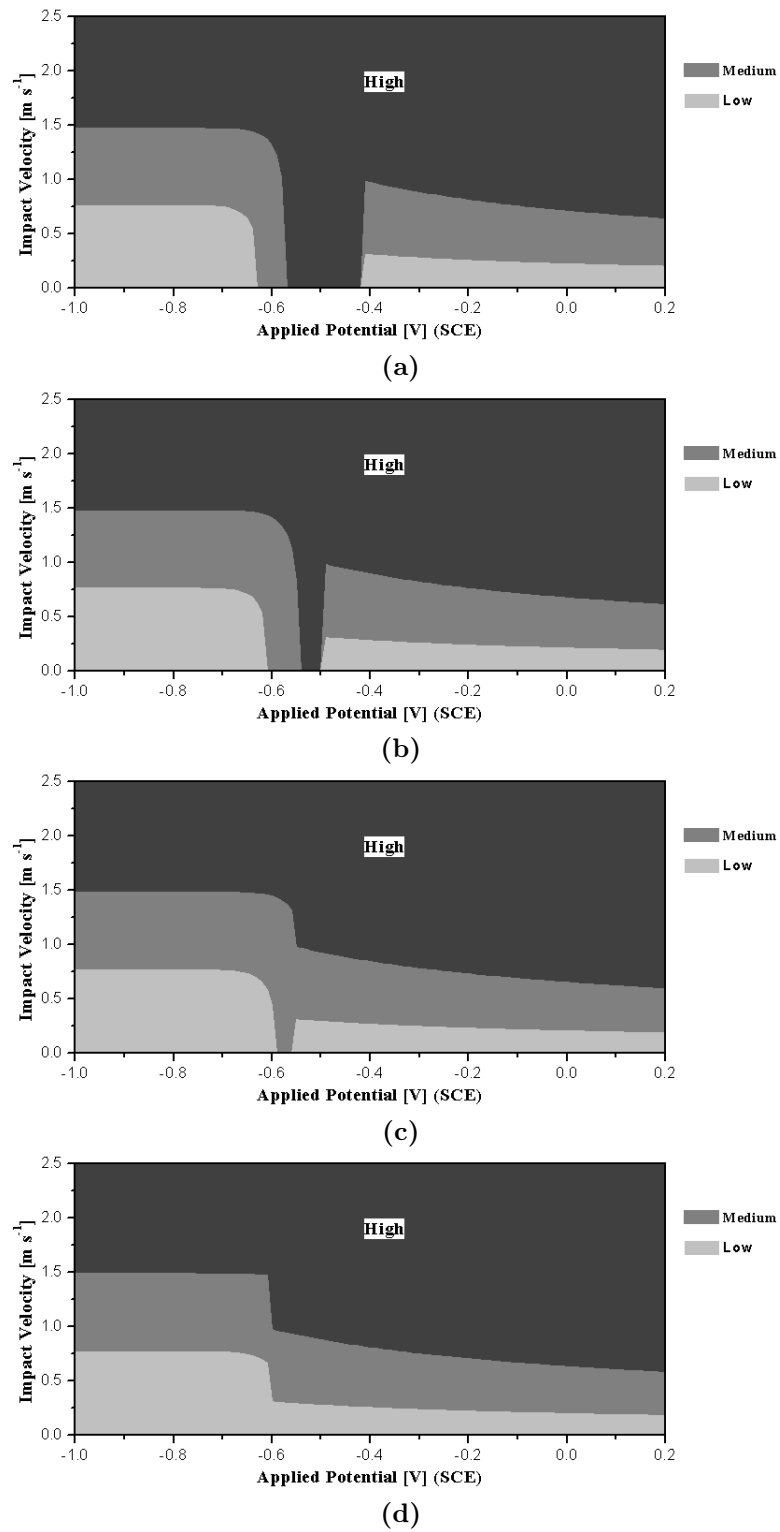 2.5
2.0
1.5
1.0
0.5
0.0
Impact Velocity [m s-1]
High
Medium
Low
-1.0 -0.8 -0.6 -0.4 -0.2 0.0 0.2
Applied Potential [V] (SCE)
(a)
2.5
2.0
1.5
1.0
0.5
0.0
Impact Velocity [m s-1]
High
Medium
Low
-1.0 -0.8 -0.6 -0.4 -0.2 0.0 0.2
Applied Potential [V] (SCE)
(b)
2.5
2.0
1.5
1.0
0.5
0.0
Impact Velocity [m s-1]
High
Medium
Low
-1.0 -0.8 -0.6 -0.4 -0.2 0.0 0.2
Applied Potential [V] (SCE)
(c)
2.5
2.0
1.5
1.0
0.5
0.0
Impact Velocity [m s-1]
High
Medium
Low
-1.0 -0.8 -0.6 -0.4 -0.2 0.0 0.2
Applied Potential [V] (SCE)
(d)